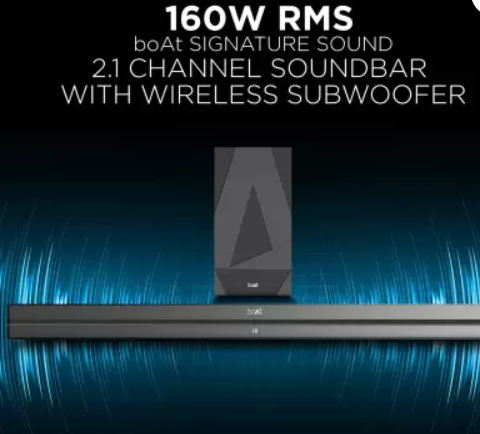 160W RMS
boAt SIGNATURE SOUND
2.1 CHANNEL SOUNDBAR
WITH WIRELESS SUBWOOFER
boAt
boAt